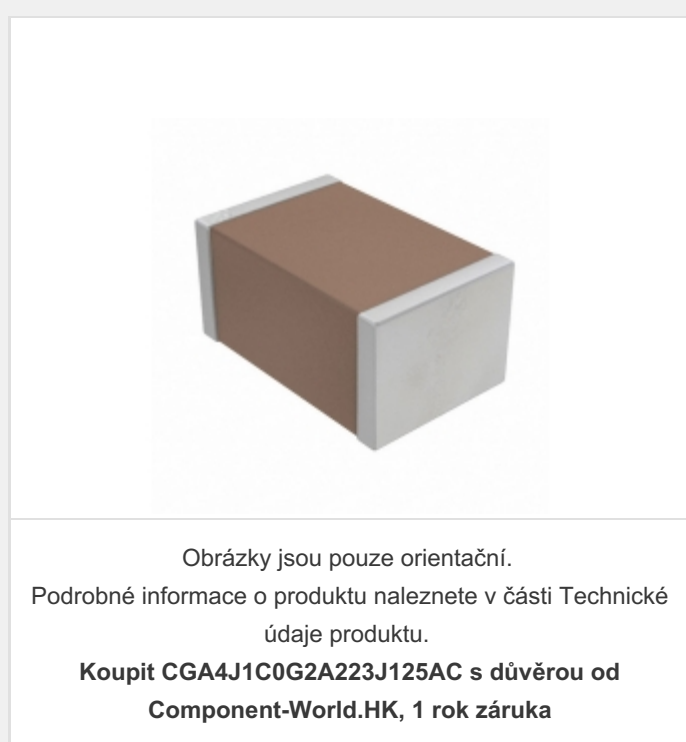 Obrázky jsou pouze orientační.
Podrobné informace o produktu naleznete v části Technické
údaje produktu.
Koupit CGA4J1C0G2A223J125AC s důvěrou od
Component-World.HK, 1 rok záruka